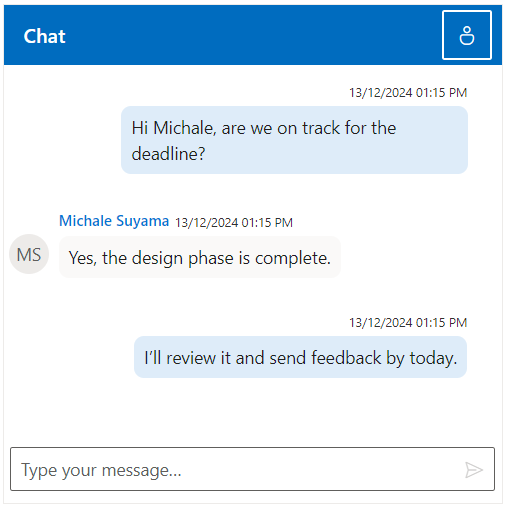 Chat
13/12/2024 01:15 PM
Hi Michale, are we on track for the
deadline?
Michale Suyama 13/12/2024 01:15 PM
MS
Yes, the design phase is complete.
13/12/2024 01:15 PM
I’ll review it and send feedback by today.
Type your message...